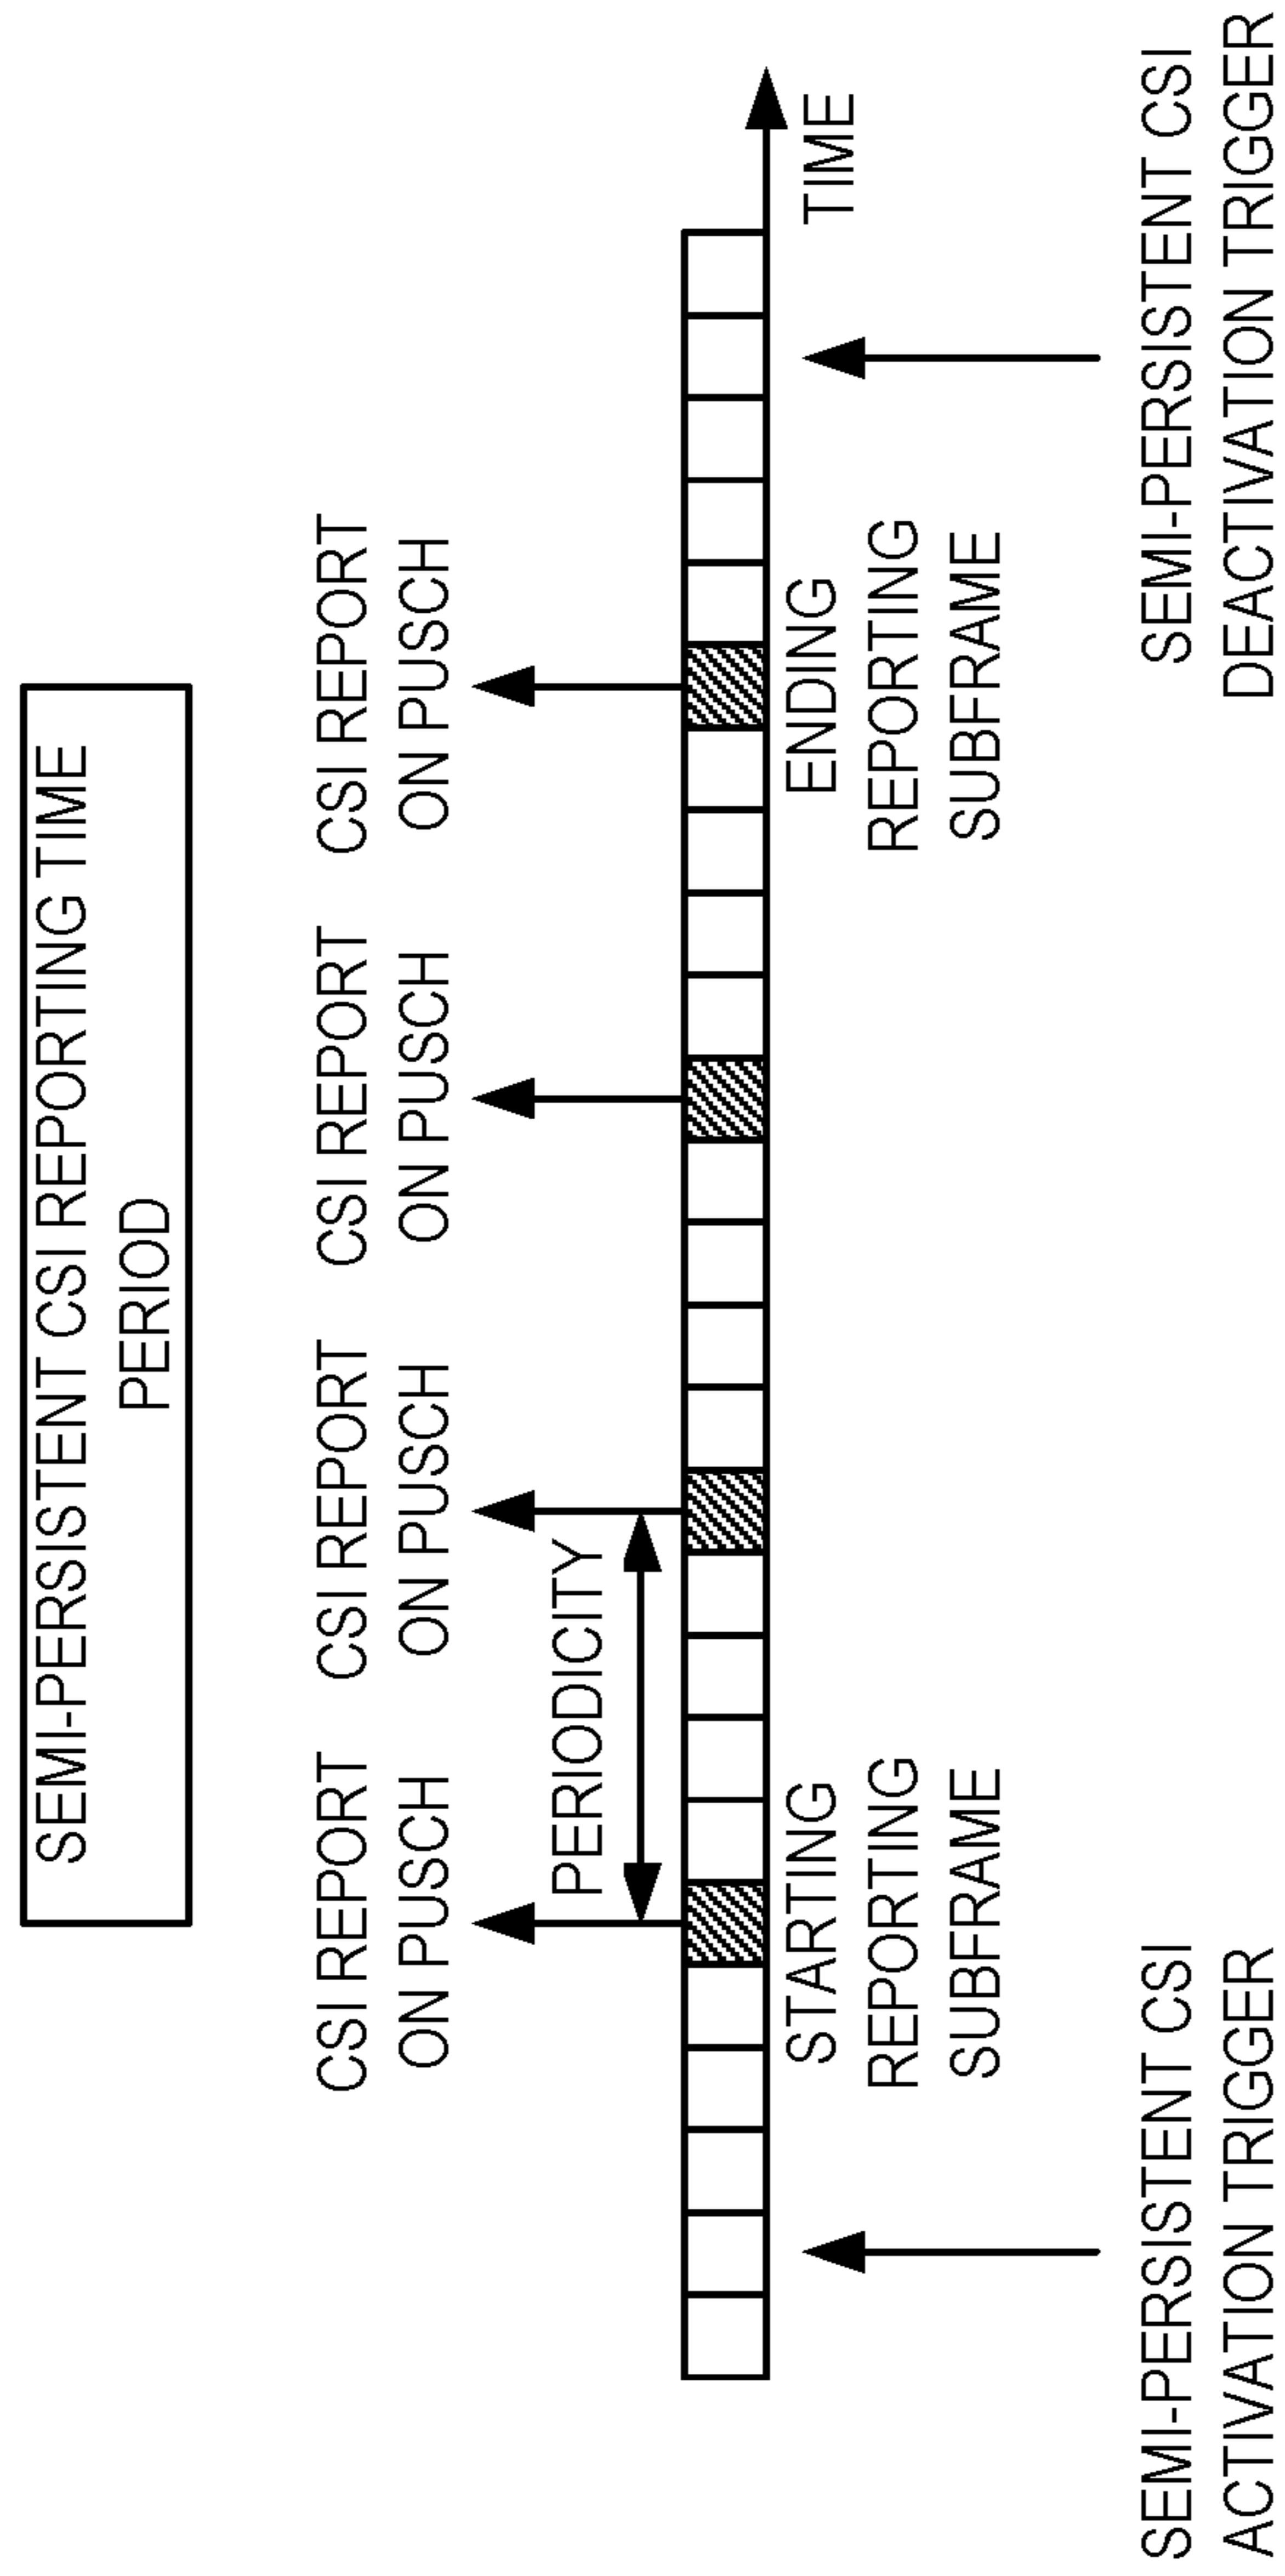 SEMI-PERSISTENT CSI REPORTING TIME
PERIOD
CSI REPORT
ON PUSCH
CSI REPORT
ON PUSCH
CSI REPORT
ON PUSCH
CSI REPORT
ON PUSCH
PERIODICITY
TIME
STARTING
REPORTING
SUBFRAME
ENDING
REPORTING
SUBFRAME
SEMI-PERSISTENT CSI
ACTIVATION TRIGGER
SEMI-PERSISTENT CSI
DEACTIVATION TRIGGER